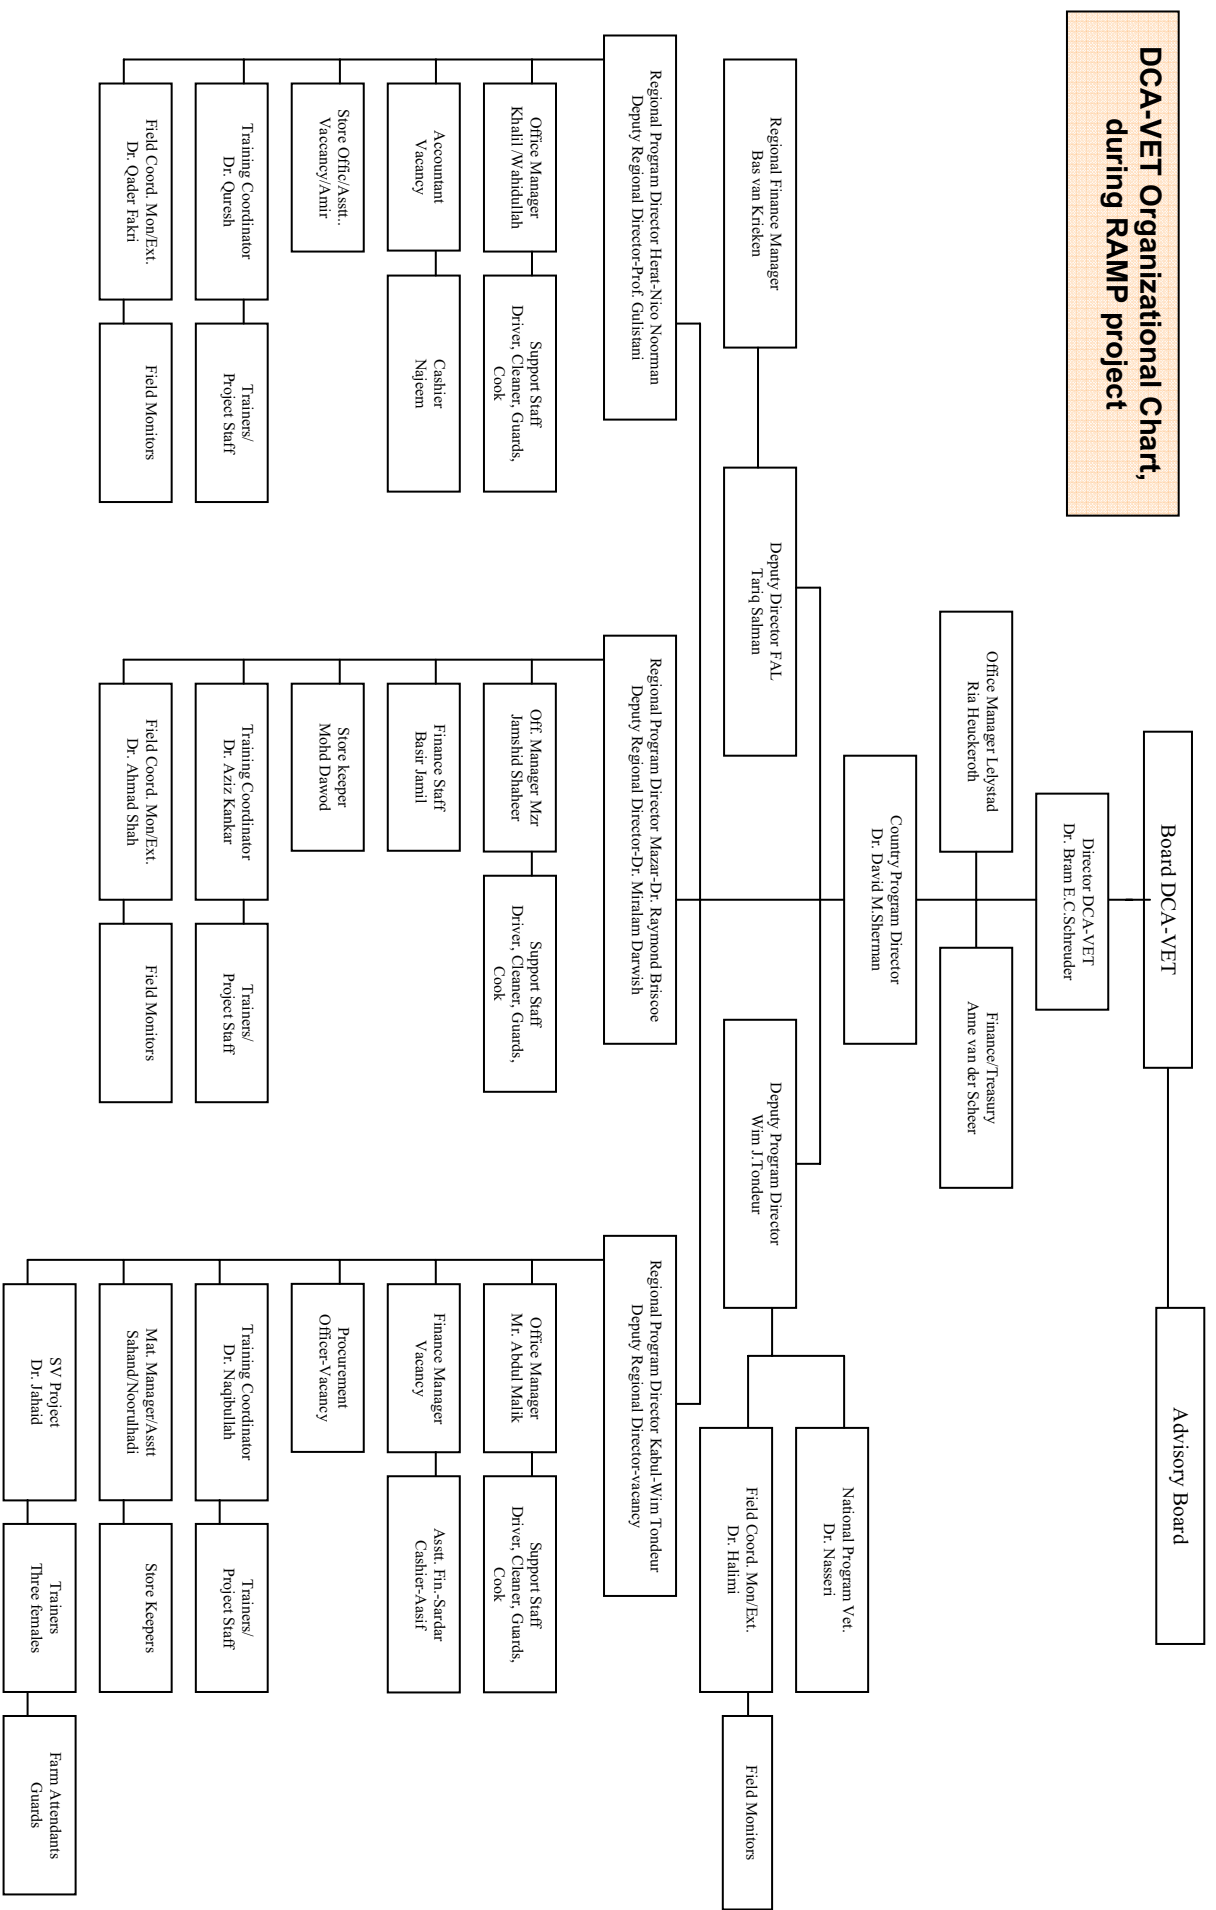 DCA-VET Organizational Chart,
during RAMP project
Board DCA-VET
Advisory Board
Director DCA-VET
Dr. Bram E.C.Schreuder
Office Manager Lelystad
Ria Heuckeroth
Finance/Treasury
Anne van der Scheer
Country Program Director
Dr. David M.Sherman
Regional Finance Manager
Bas van Krieken
Deputy Director FAL
Tariq Salman
Deputy Program Director
Wim J.Tondeur
National Program Vet.
Dr. Nasseri
Field Coord. Mon/Ext.
Dr. Halimi
Field Monitors
Regional Program Director Herat-Nico Noorman
Deputy Regional Director-Prof. Gulistani
Office Manager
Khalil /Wahidullah
Support Staff
Driver, Cleaner, Guards,
Cook
Accountant
Vacancy
Cashier
Najeem
Store Offic/Asstt..
Vaccancy/Amir
Training Coordinator
Dr. Quresh
Trainers/
Project Staff
Field Coord. Mon/Ext.
Dr. Qader Fakri
Field Monitors
Regional Program Director Mazar-Dr. Raymond Briscoe
Deputy Regional Director-Dr. Miralam Darwish
Off. Manager Mzr
Jamshid Shaheer
Support Staff
Driver, Cleaner, Guards,
Cook
Finance Staff
Basir Jamil
Store keeper
Mohd Dawod
Training Coordinator
Dr. Aziz Kankar
Trainers/
Project Staff
Field Coord. Mon/Ext.
Dr. Ahmad Shah
Field Monitors
Regional Program Director Kabul-Wim Tondeur
Deputy Regional Director-vacancy
Office Manager
Mr. Abdul Malik
Support Staff
Driver, Cleaner, Guards,
Cook
Finance Manager
Vacancy
Asstt. Fin.-Sardar
Cashier-Aasif
Procurement
Officer-Vacancy
Training Coordinator
Dr. Naqibullah
Trainers/
Project Staff
Mat. Manager/Asstt
Sahand/Noorulhadi
Store Keepers
SV Project
Dr. Jahaid
Trainers
Three females
Farm Attendants
Guards